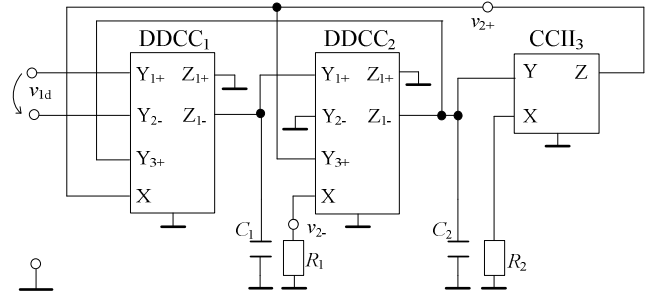 v2+
DDCC1
DDCC2
CCII3
Y1+ Z1+
Y2- Z1-
Y3+
X
Y1+ Z1+
Y2- Z1-
Y3+
X
Y Z
X
v1d
C1
v2-
R1
C2
R2